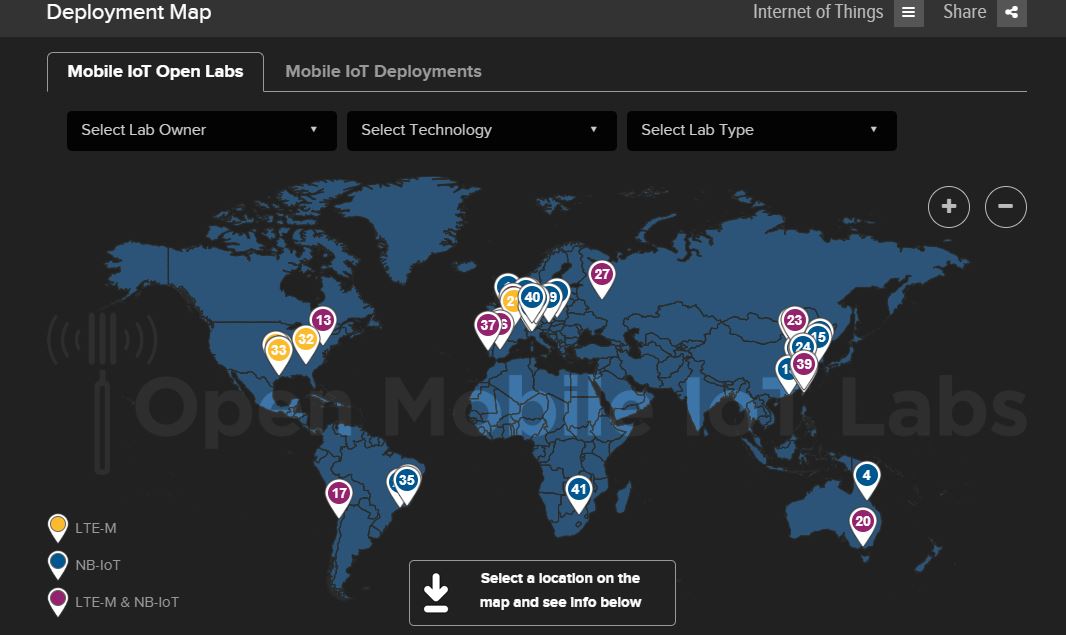 Deployment Map
Internet of Things
Share
Mobile IoT Open Labs
Mobile IoT Deployments
Select Lab Owner
Select Technology
Select Lab Type
27
40
9
13
37
6
32
33
23
15
24
39
Open Mobile IoT Labs
4
35
41
17
20
LTE-M
NB-IoT
LTE-M & NB-IoT
Select a location on the
map and see info below